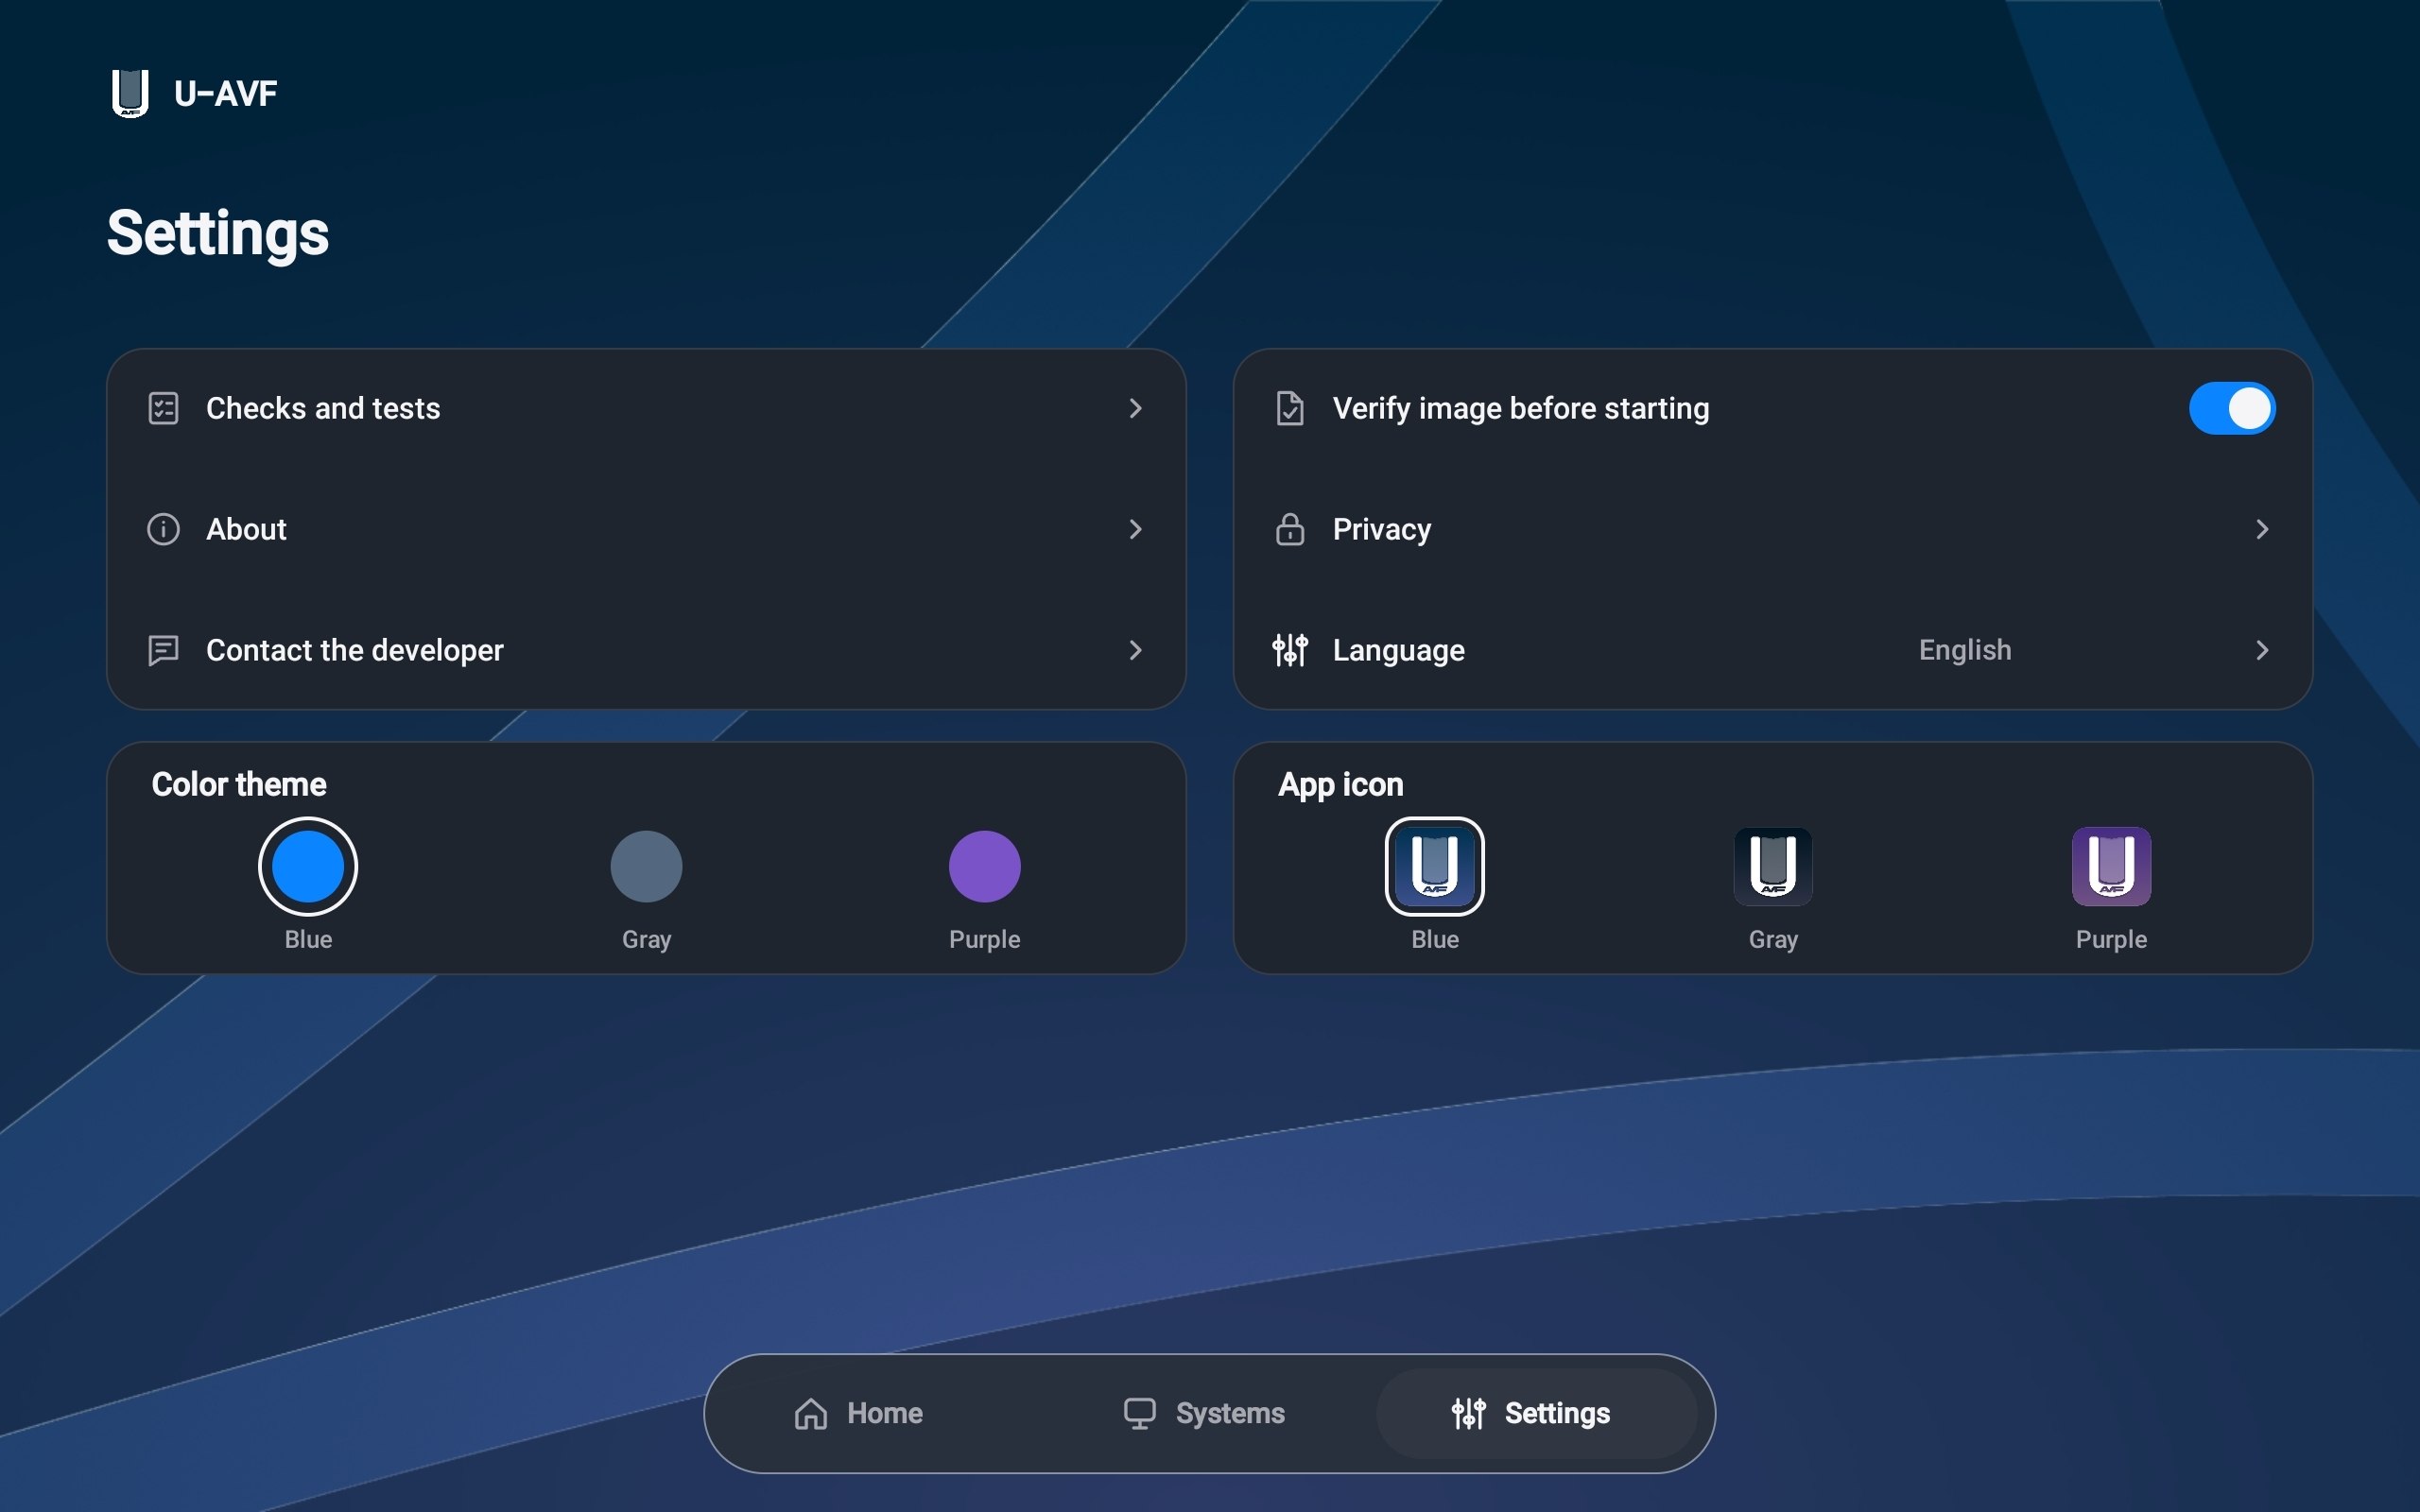 U-AVF
Settings
Checks and tests
About
Contact the developer
Verify image before starting
Privacy
Language English
Color theme
Blue Gray Purple
App icon
Blue Gray Purple
Home Systems Settings